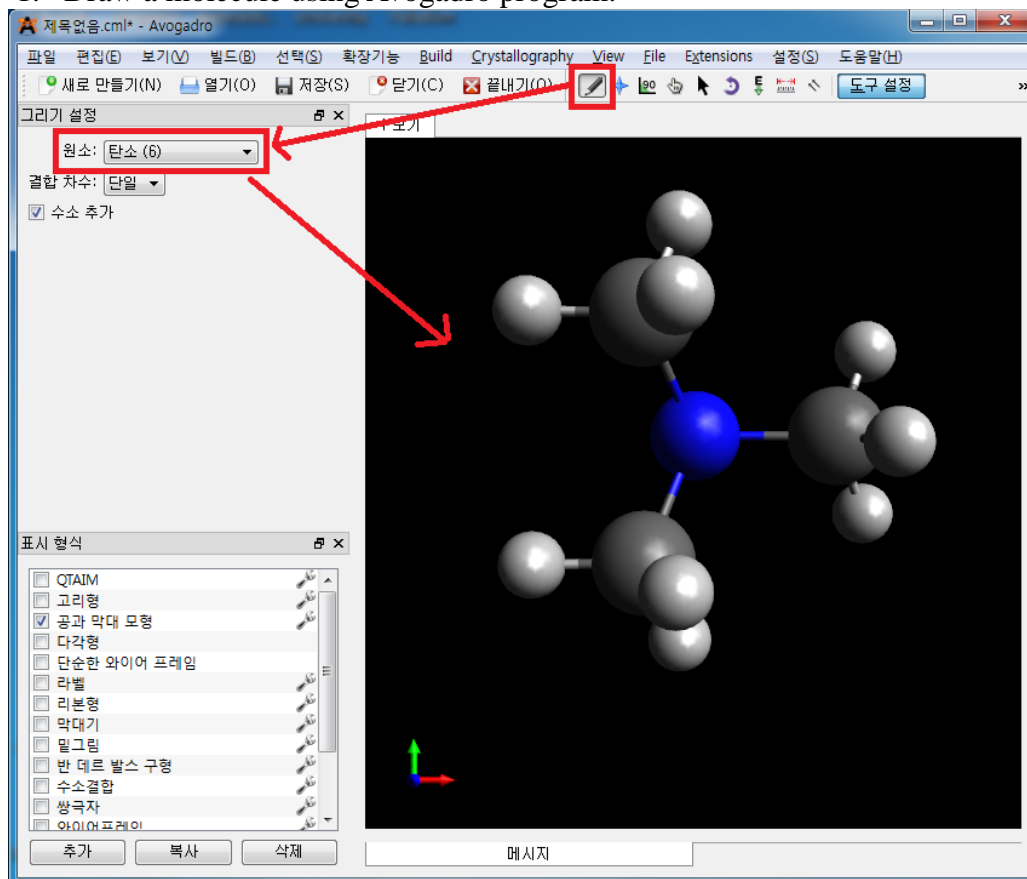 1. Draw a molecule using Avogadro program.
제목없음.cml* - Avogadro
파일 편집(E) 보기(V) 빌드(B) 선택(S) 확장기능 Build Crystallography View File Extensions 설정(S) 도움말(H)
새로 만들기(N) 열기(O) 저장(S) 닫기(C) 끝내기(Q) 90 E 도구 설정 »
그리기 설정
원소: 탄소 (6)
결합 차수: 단일
수소 추가
표시 형식
QTAIM
고리형
공과 막대 모형
다각형
단순한 와이어 프레임
라벨
리본형
막대기
밑그림
반 데르 발스 구형
수소결합
쌍극자
와이어프레임
추가 복사 삭제
메시지